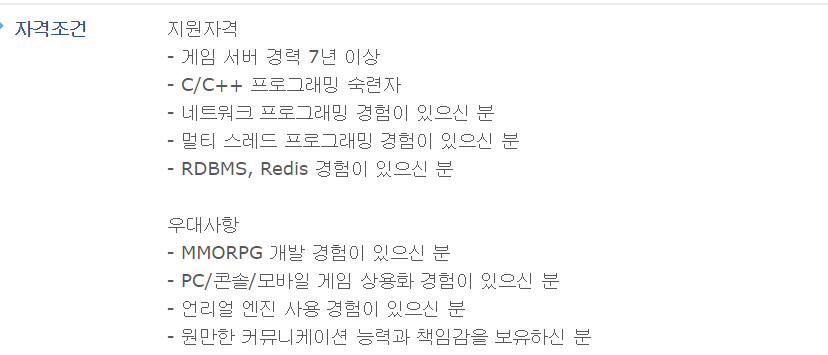 자격조건
지원자격
- 게임 서버 경력 7년 이상
- C/C++ 프로그래밍 숙련자
- 네트워크 프로그래밍 경험이 있으신 분
- 멀티 스레드 프로그래밍 경험이 있으신 분
- RDBMS, Redis 경험이 있으신 분
우대사항
- MMORPG 개발 경험이 있으신 분
- PC/콘솔/모바일 게임 상용화 경험이 있으신 분
- 언리얼 엔진 사용 경험이 있으신 분
- 원만한 커뮤니케이션 능력과 책임감을 보유하신 분